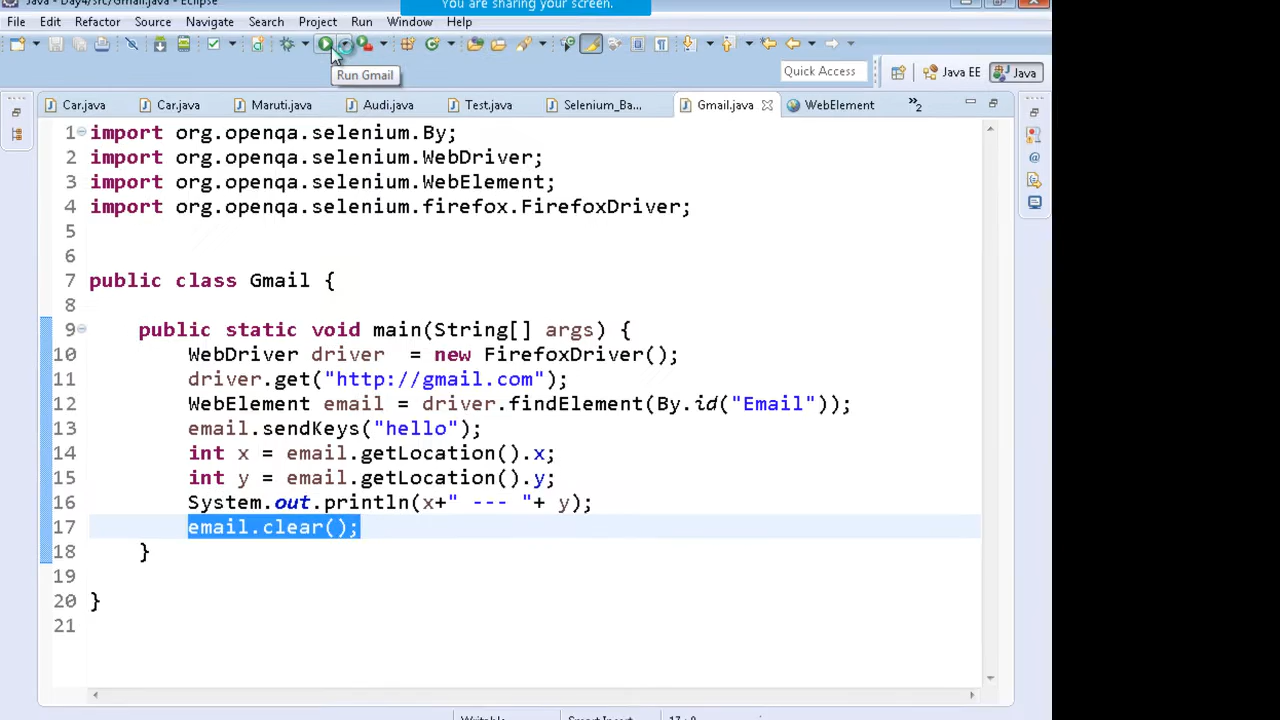 Java - Day4/src/Gmail.java - Eclipse
You are sharing your screen.
File Edit Refactor Source Navigate Search Project Run Window Help
Run Gmail
Quick Access
Java EE
Java
Car.java
Car.java
Maruti.java
Audi.java
Test.java
Selenium_Ba...
Gmail.java
WebElement
»2
1 import org.openqa.selenium.By;
2 import org.openqa.selenium.WebDriver;
3 import org.openqa.selenium.WebElement;
4 import org.openqa.selenium.firefox.FirefoxDriver;
5
6
7 public class Gmail {
8
9 public static void main(String[] args) {
10 WebDriver driver = new FirefoxDriver();
11 driver.get("http://gmail.com");
12 WebElement email = driver.findElement(By.id("Email"));
13 email.sendKeys("hello");
14 int x = email.getLocation().x;
15 int y = email.getLocation().y;
16 System.out.println(x+" --- "+ y);
17 email.clear();
18 }
19
20 }
21
Writable
Smart Insert
17 : 9